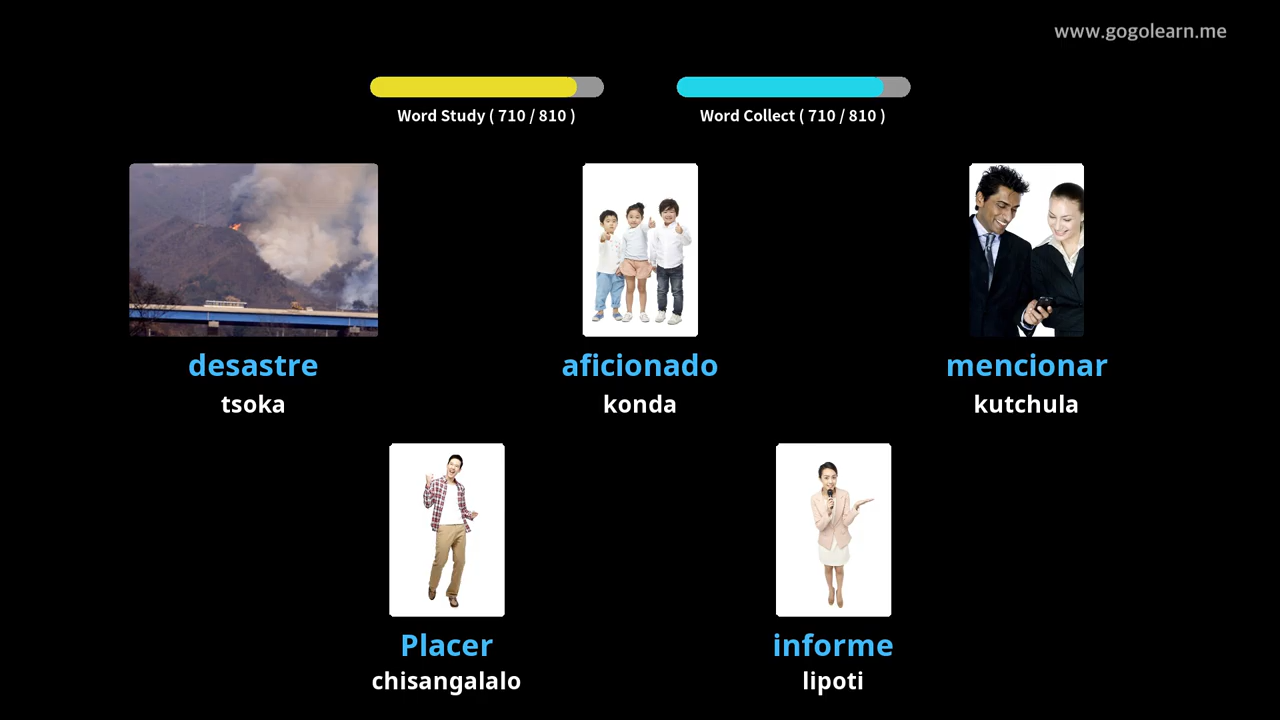 www.gogolearn.me
Word Study ( 710 / 810 )
Word Collect ( 710 / 810 )
desastre
tsoka
aficionado
konda
mencionar
kutchula
Placer
chisangalalo
informe
lipoti